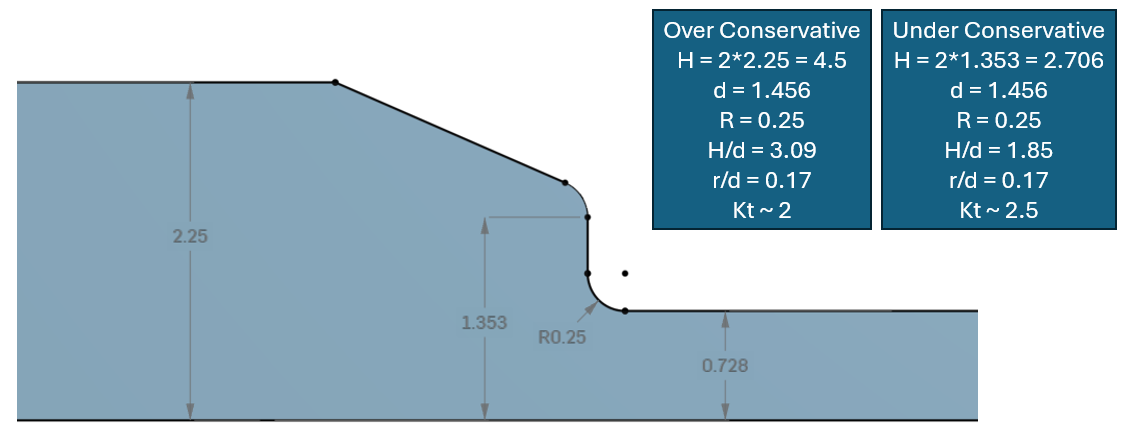 Over Conservative
H = 2*2.25 = 4.5
d = 1.456
R = 0.25
H/d = 3.09
r/d = 0.17
Kt ~ 2
Under Conservative
H = 2*1.353 = 2.706
d = 1.456
R = 0.25
H/d = 1.85
r/d = 0.17
Kt ~ 2.5
2.25
1.353
R0.25
0.728